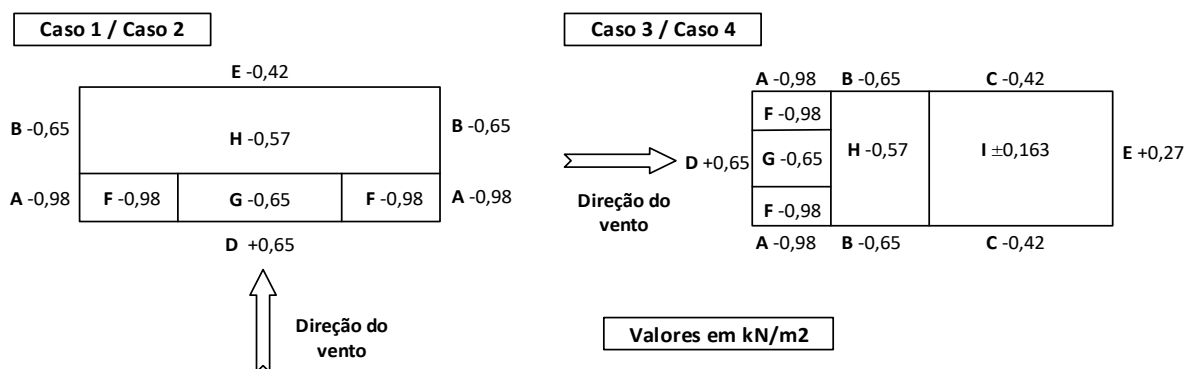 Caso 1 / Caso 2
E -0,42
B -0,65
H -0,57
B -0,65
A -0,98
F -0,98
G -0,65
F -0,98
A -0,98
D +0,65
Direção do
vento
Caso 3 / Caso 4
A -0,98
B -0,65
C -0,42
F -0,98
D +0,65
G -0,65
H -0,57
I ±0,163
E +0,27
F -0,98
Direção do
vento
A -0,98
B -0,65
C -0,42
Valores em kN/m2